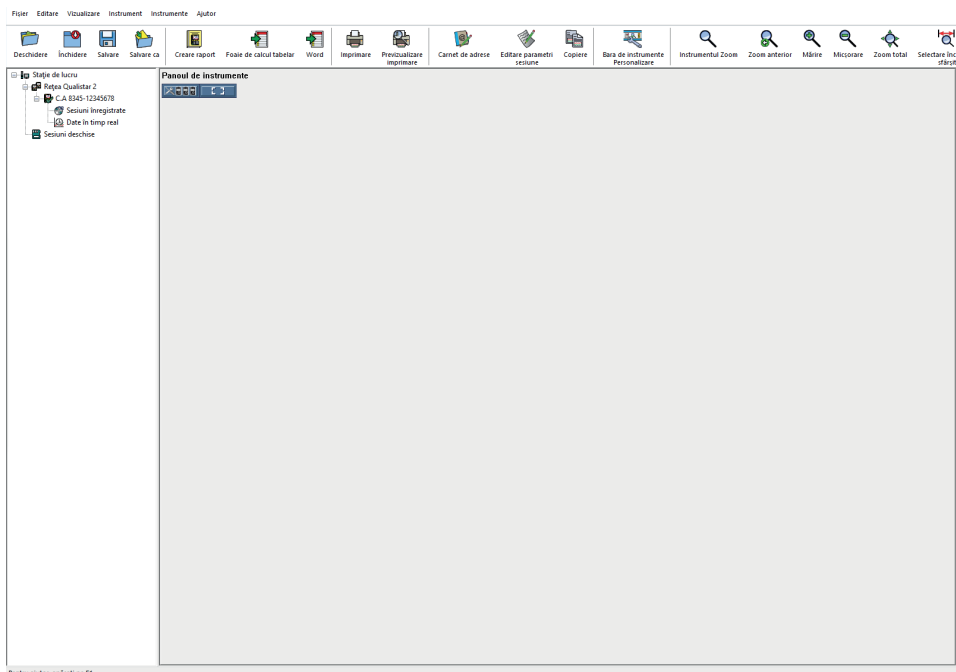 Fișier Editare Vizualizare Instrument Instrumente Ajutor
Deschidere Închidere Salvare Salvare ca Creare raport Foaie de calcul tabelar Word Imprimare Previzualizare imprimare Carnet de adrese Editare parametri sesiune Copiere Bara de instrumente Personalizare Instrumentul Zoom Zoom anterior Mărire Micșorare Zoom total Selectare
Stație de lucru
Rețea Qualistar 2
C.A 8345-12345678
Sesiuni înregistrate
Date în timp real
Sesiuni deschise
Panoul de instrumente